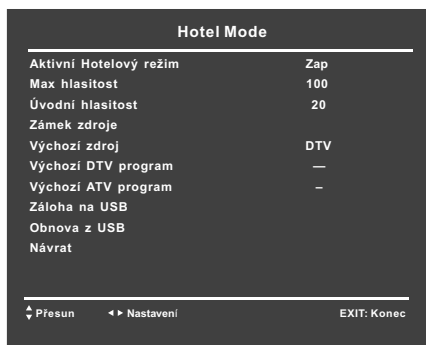 Hotel Mode
Aktivní Hotelový režim Zap
Max hlasitost 100
Úvodní hlasitost 20
Zámek zdroje
Výchozí zdroj DTV
Výchozí DTV program —
Výchozí ATV program –
Záloha na USB
Obnova z USB
Návrat
Přesun Nastavení EXIT: Konec